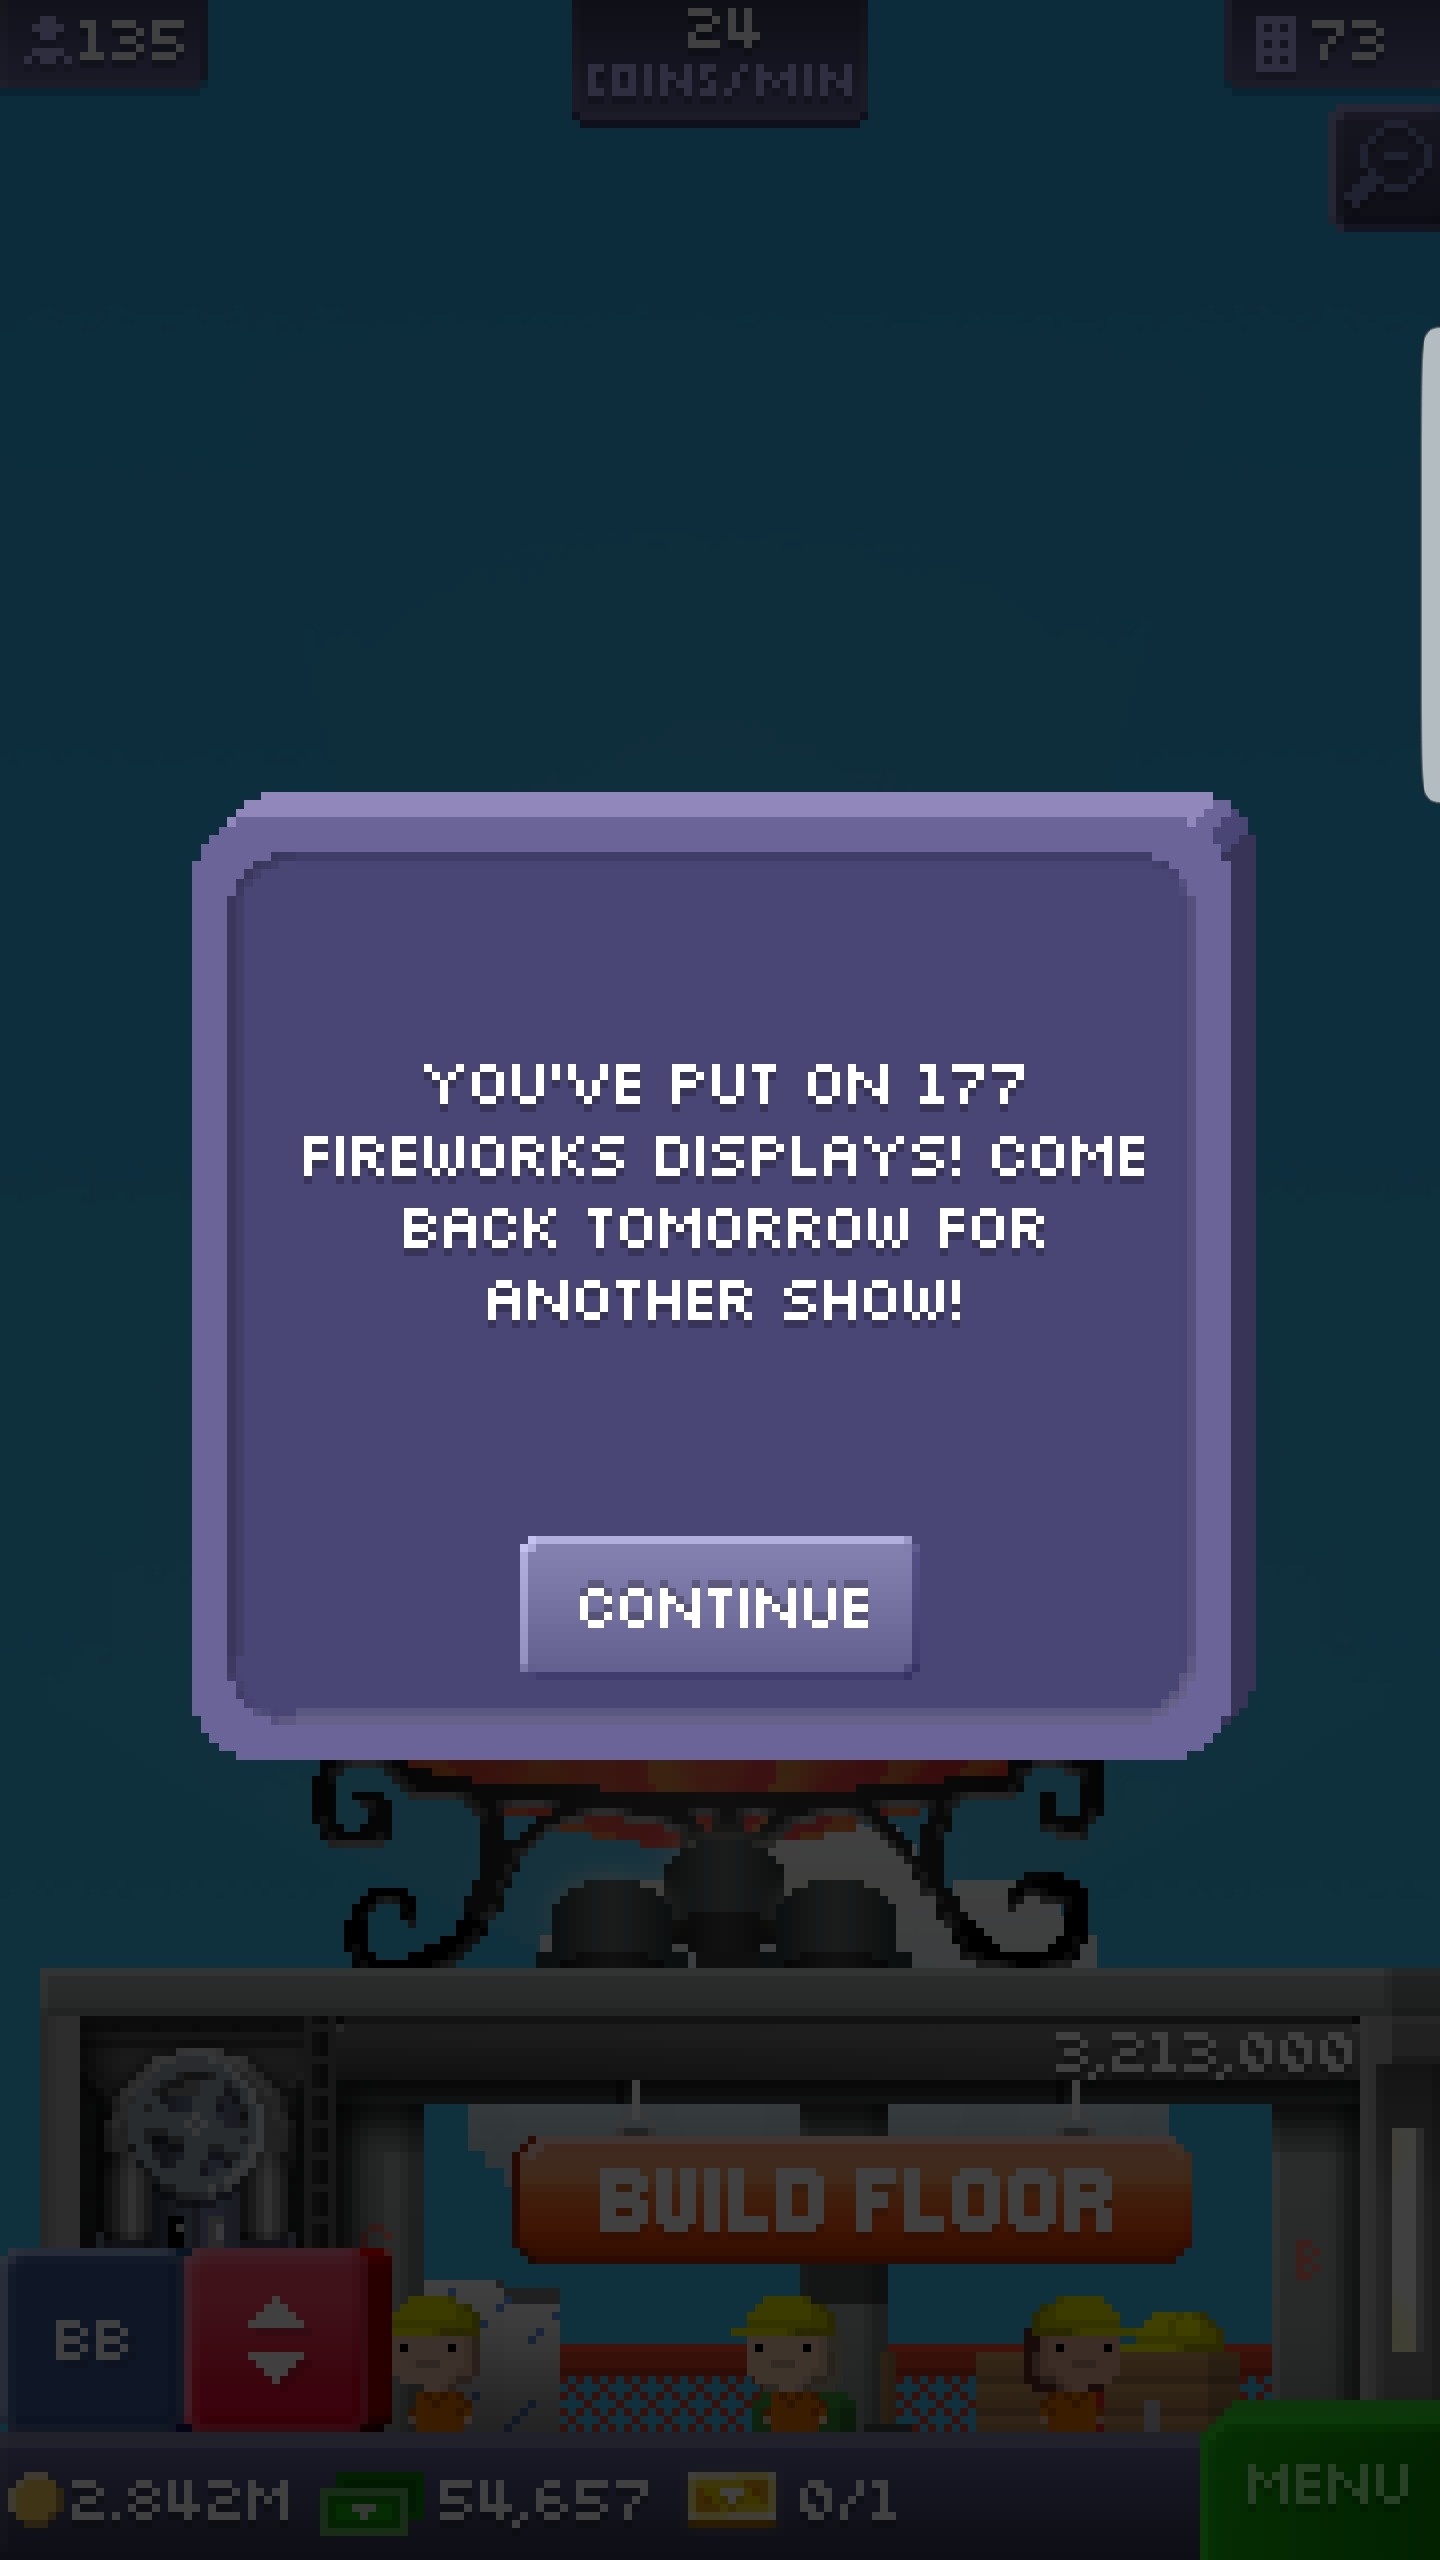 135
24
COINS/MIN
73
YOU'VE PUT ON 177
FIREWORKS DISPLAYS! COME
BACK TOMORROW FOR
ANOTHER SHOW!
CONTINUE
3,213,000
BUILD FLOOR
B
BB
2.842M
54,657
0/1
MENU